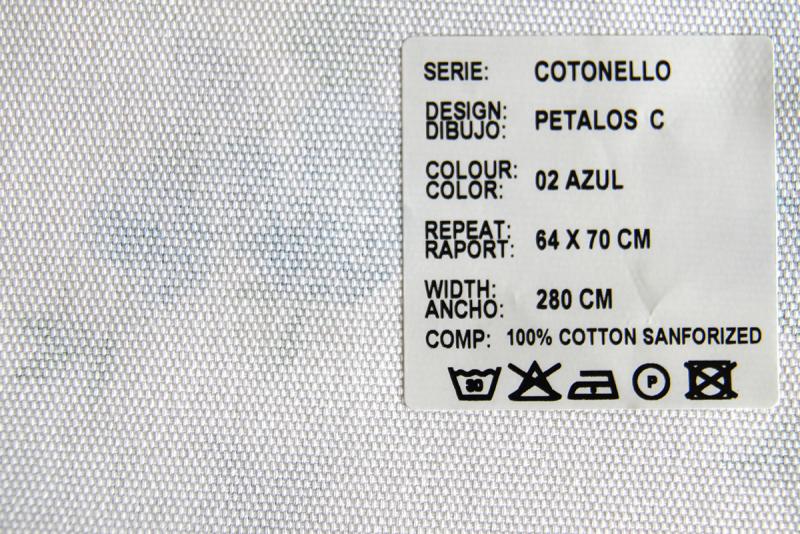 SERIE: COTONELLO
DESIGN:
DIBUJO: PETALOS C
COLOUR:
COLOR: 02 AZUL
REPEAT:
RAPORT: 64 X 70 CM
WIDTH:
ANCHO: 280 CM
COMP: 100% COTTON SANFORIZED
30 P